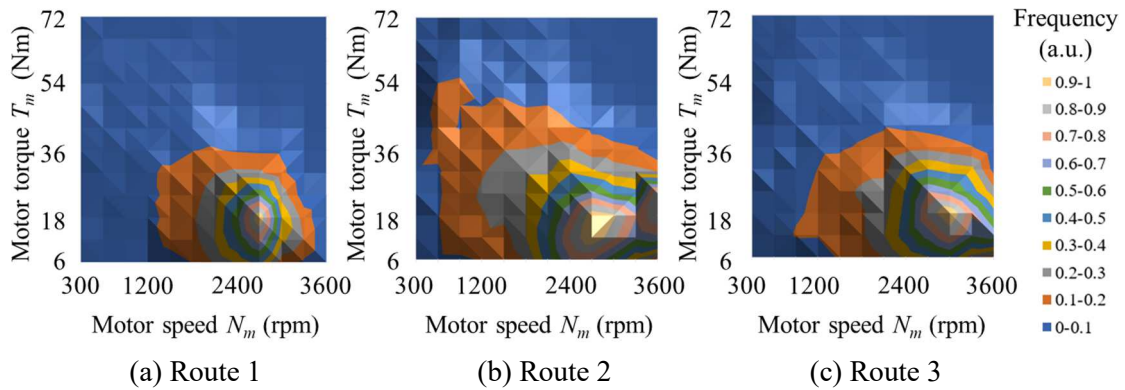 72
54
36
18
6
Motor torque Tm (Nm)
300 1200 2400 3600
Motor speed Nm (rpm)
(a) Route 1
72
54
36
18
6
Motor torque Tm (Nm)
300 1200 2400 3600
Motor speed Nm (rpm)
(b) Route 2
72
54
36
18
6
Motor torque Tm (Nm)
300 1200 2400 3600
Motor speed Nm (rpm)
(c) Route 3
Frequency
(a.u.)
0.9-1
0.8-0.9
0.7-0.8
0.6-0.7
0.5-0.6
0.4-0.5
0.3-0.4
0.2-0.3
0.1-0.2
0-0.1